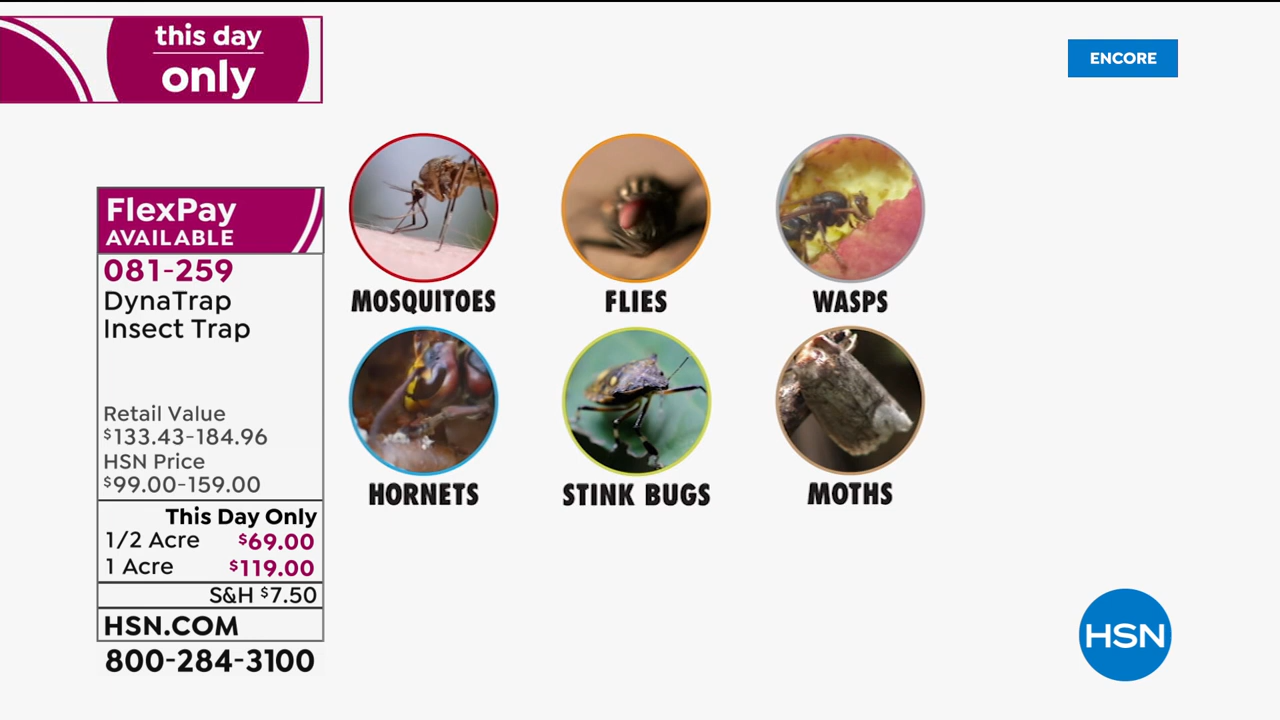 this day
only
ENCORE
FlexPay
AVAILABLE
081-259
DynaTrap
Insect Trap
Retail Value
$133.43-184.96
HSN Price
$99.00-159.00
This Day Only
1/2 Acre $69.00
1 Acre $119.00
S&H $7.50
HSN.COM
800-284-3100
MOSQUITOES
FLIES
WASPS
HORNETS
STINK BUGS
MOTHS
HSN